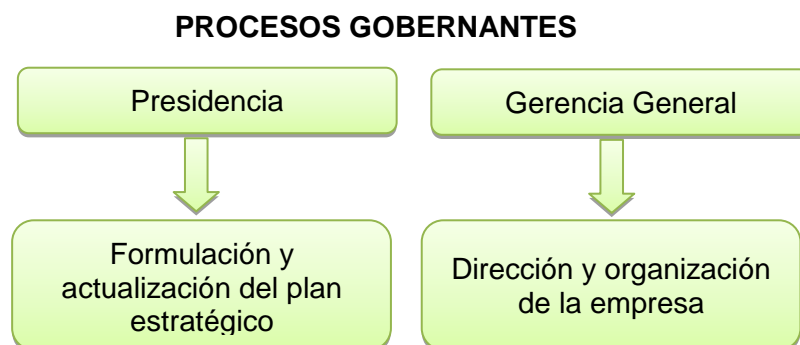 PROCESOS GOBERNANTES
Presidencia
Gerencia General
Formulación y
actualización del plan
estratégico
Dirección y organización
de la empresa